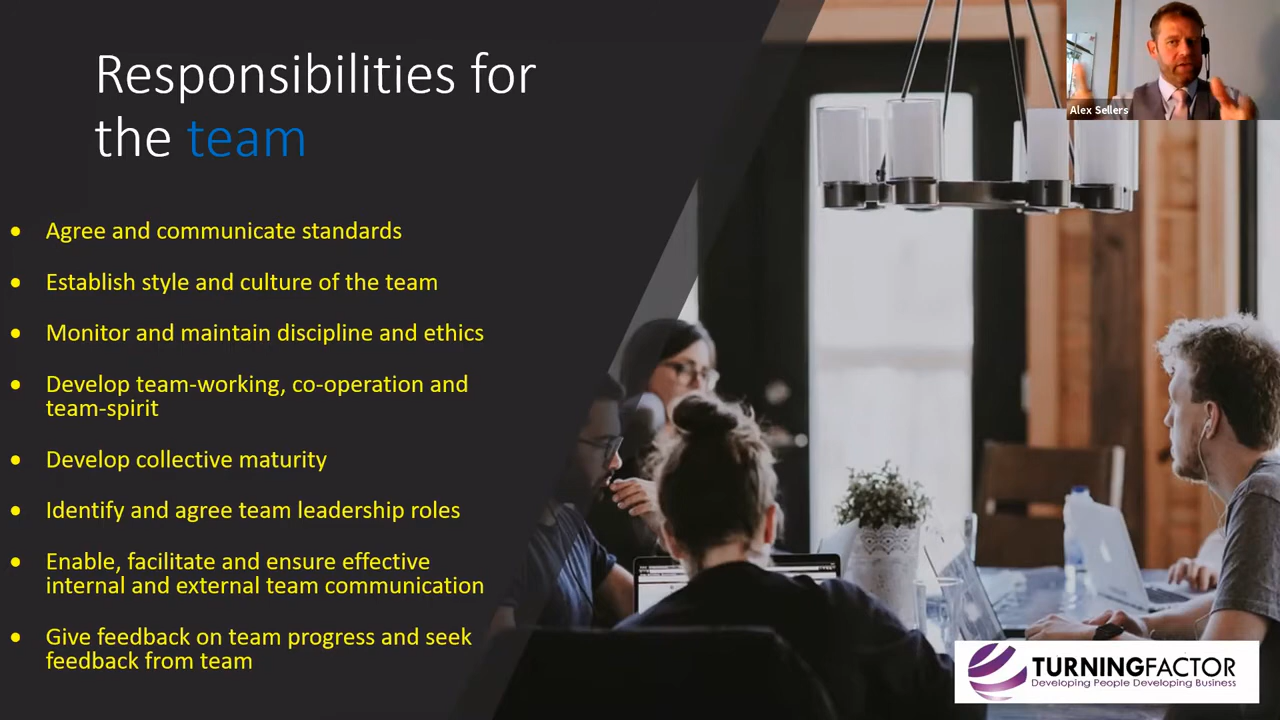 Responsibilities for
the team
• Agree and communicate standards
• Establish style and culture of the team
• Monitor and maintain discipline and ethics
• Develop team-working, co-operation and
team-spirit
• Develop collective maturity
• Identify and agree team leadership roles
• Enable, facilitate and ensure effective
internal and external team communication
• Give feedback on team progress and seek
feedback from team
Alex Sellers
TURNINGFACTOR
Developing People Developing Business